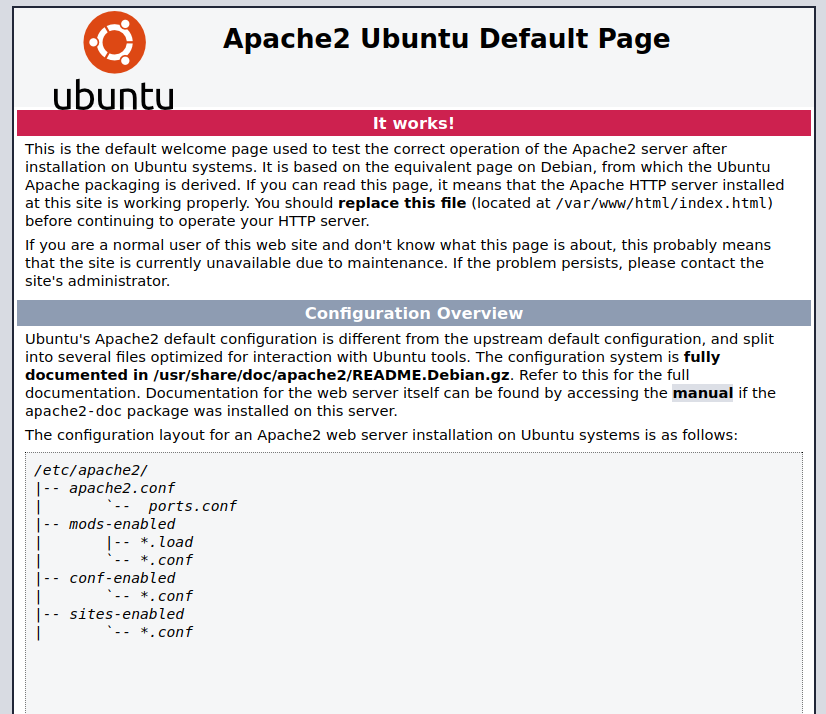 ubuntu
Apache2 Ubuntu Default Page
It works!
This is the default welcome page used to test the correct operation of the Apache2 server after
installation on Ubuntu systems. It is based on the equivalent page on Debian, from which the Ubuntu
Apache packaging is derived. If you can read this page, it means that the Apache HTTP server installed
at this site is working properly. You should replace this file (located at /var/www/html/index.html)
before continuing to operate your HTTP server.
If you are a normal user of this web site and don't know what this page is about, this probably means
that the site is currently unavailable due to maintenance. If the problem persists, please contact the
site's administrator.
Configuration Overview
Ubuntu's Apache2 default configuration is different from the upstream default configuration, and split
into several files optimized for interaction with Ubuntu tools. The configuration system is fully
documented in /usr/share/doc/apache2/README.Debian.gz. Refer to this for the full
documentation. Documentation for the web server itself can be found by accessing the manual if the
apache2-doc package was installed on this server.
The configuration layout for an Apache2 web server installation on Ubuntu systems is as follows:
/etc/apache2/
|-- apache2.conf
|       `--  ports.conf
|-- mods-enabled
|       |-- *.load
|       `-- *.conf
|-- conf-enabled
|       `-- *.conf
|-- sites-enabled
|       `-- *.conf